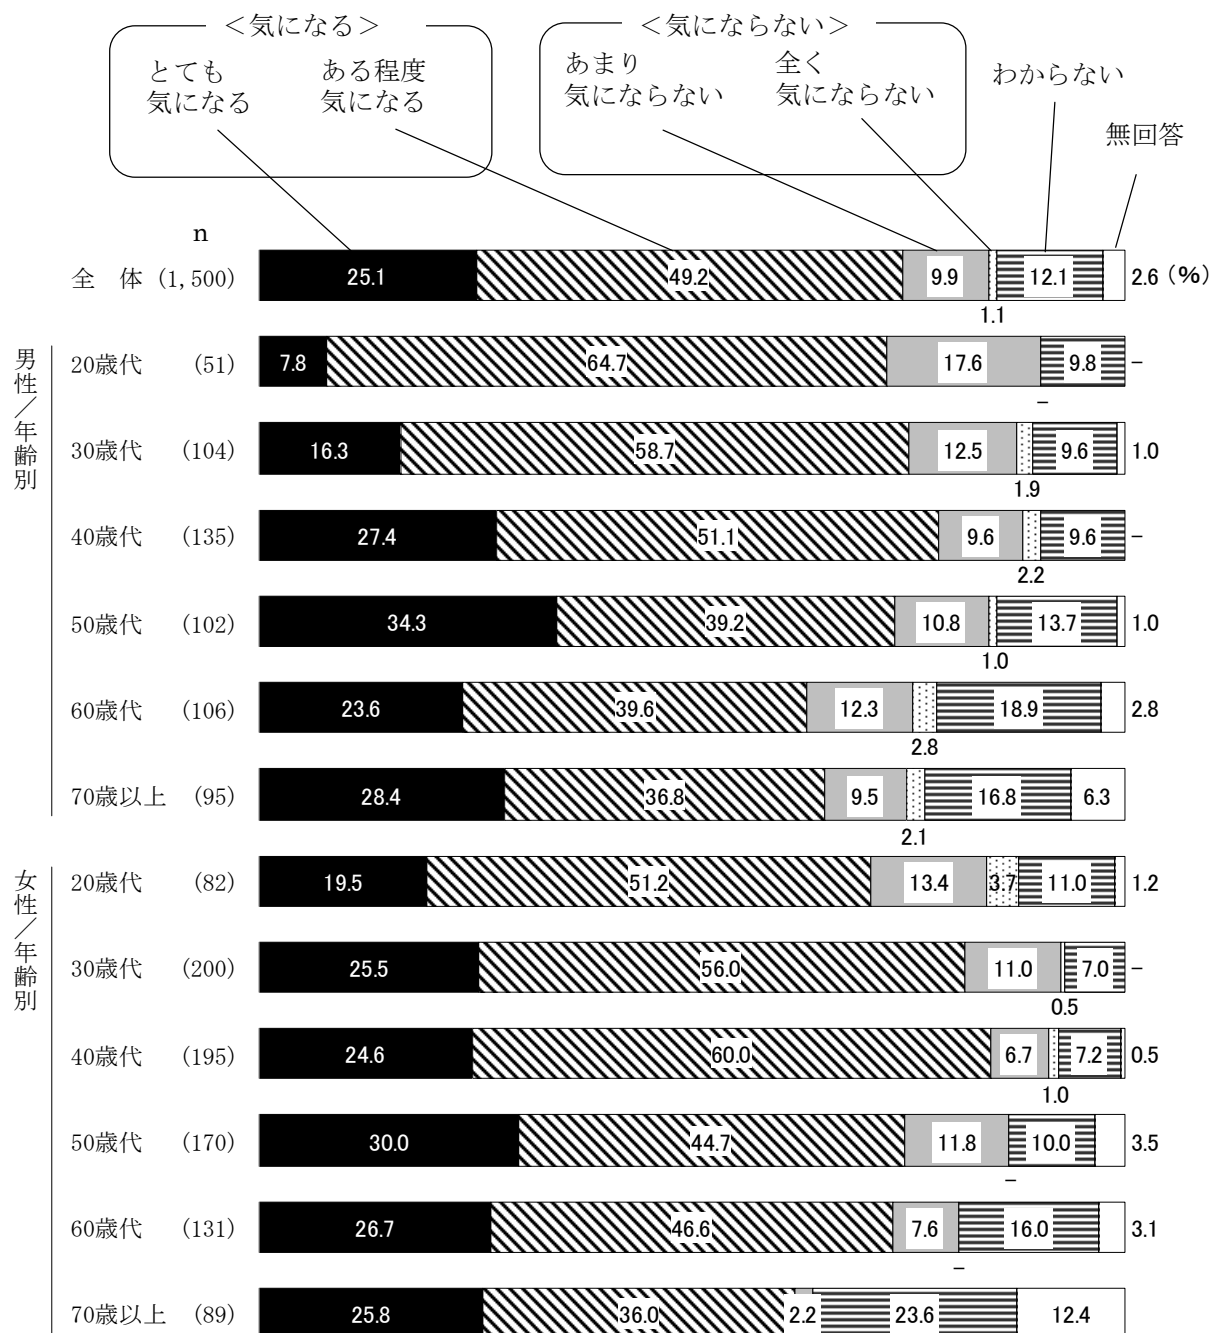 ＜気になる＞ ＜気にならない＞
とても
気になる
ある程度
気になる
あまり
気にならない
全く
気にならない
わからない
無回答
n
全　体 (1,500) 25.1 49.2 9.9 1.1 12.1 2.6 (%)
男性／年齢別
20歳代 (51) 7.8 64.7 17.6 – 9.8 –
30歳代 (104) 16.3 58.7 12.5 1.9 9.6 1.0
40歳代 (135) 27.4 51.1 9.6 2.2 9.6 –
50歳代 (102) 34.3 39.2 10.8 1.0 13.7 1.0
60歳代 (106) 23.6 39.6 12.3 2.8 18.9 2.8
70歳以上 (95) 28.4 36.8 9.5 2.1 16.8 6.3
女性／年齢別
20歳代 (82) 19.5 51.2 13.4 3.7 11.0 1.2
30歳代 (200) 25.5 56.0 11.0 0.5 7.0 –
40歳代 (195) 24.6 60.0 6.7 1.0 7.2 0.5
50歳代 (170) 30.0 44.7 11.8 – 10.0 3.5
60歳代 (131) 26.7 46.6 7.6 – 16.0 3.1
70歳以上 (89) 25.8 36.0 2.2 23.6 12.4